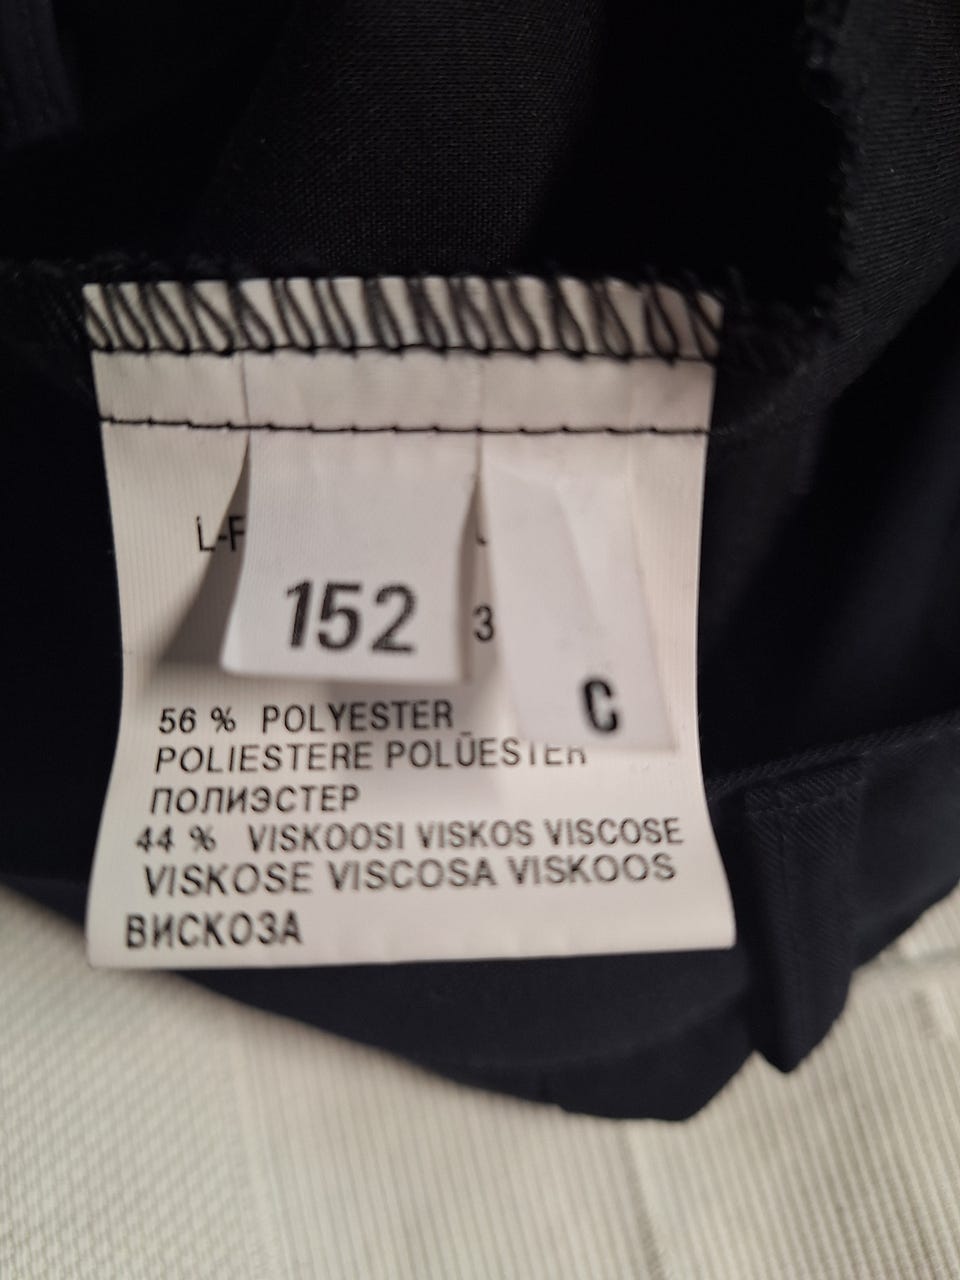 L-F
152
3
C
56 % POLYESTER
POLIESTERE POLÜESTER
ПОЛИЭСТЕР
44 % VISKOOSI VISKOS VISCOSE
VISKOSE VISCOSA VISKOOS
ВИСКОЗА